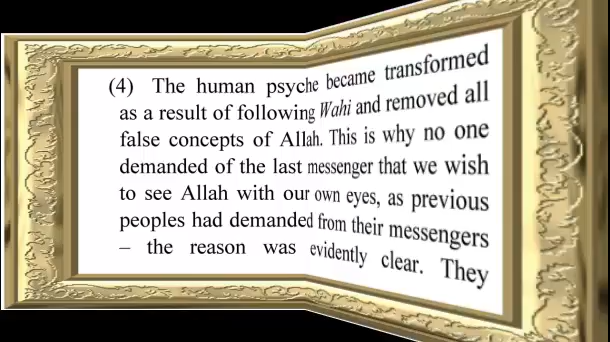 (4) The human psyche became transformed
as a result of following Wahi and removed all
false concepts of Allah. This is why no one
demanded of the last messenger that we wish
to see Allah with our own eyes, as previous
peoples had demanded from their messengers
– the reason was evidently clear. They